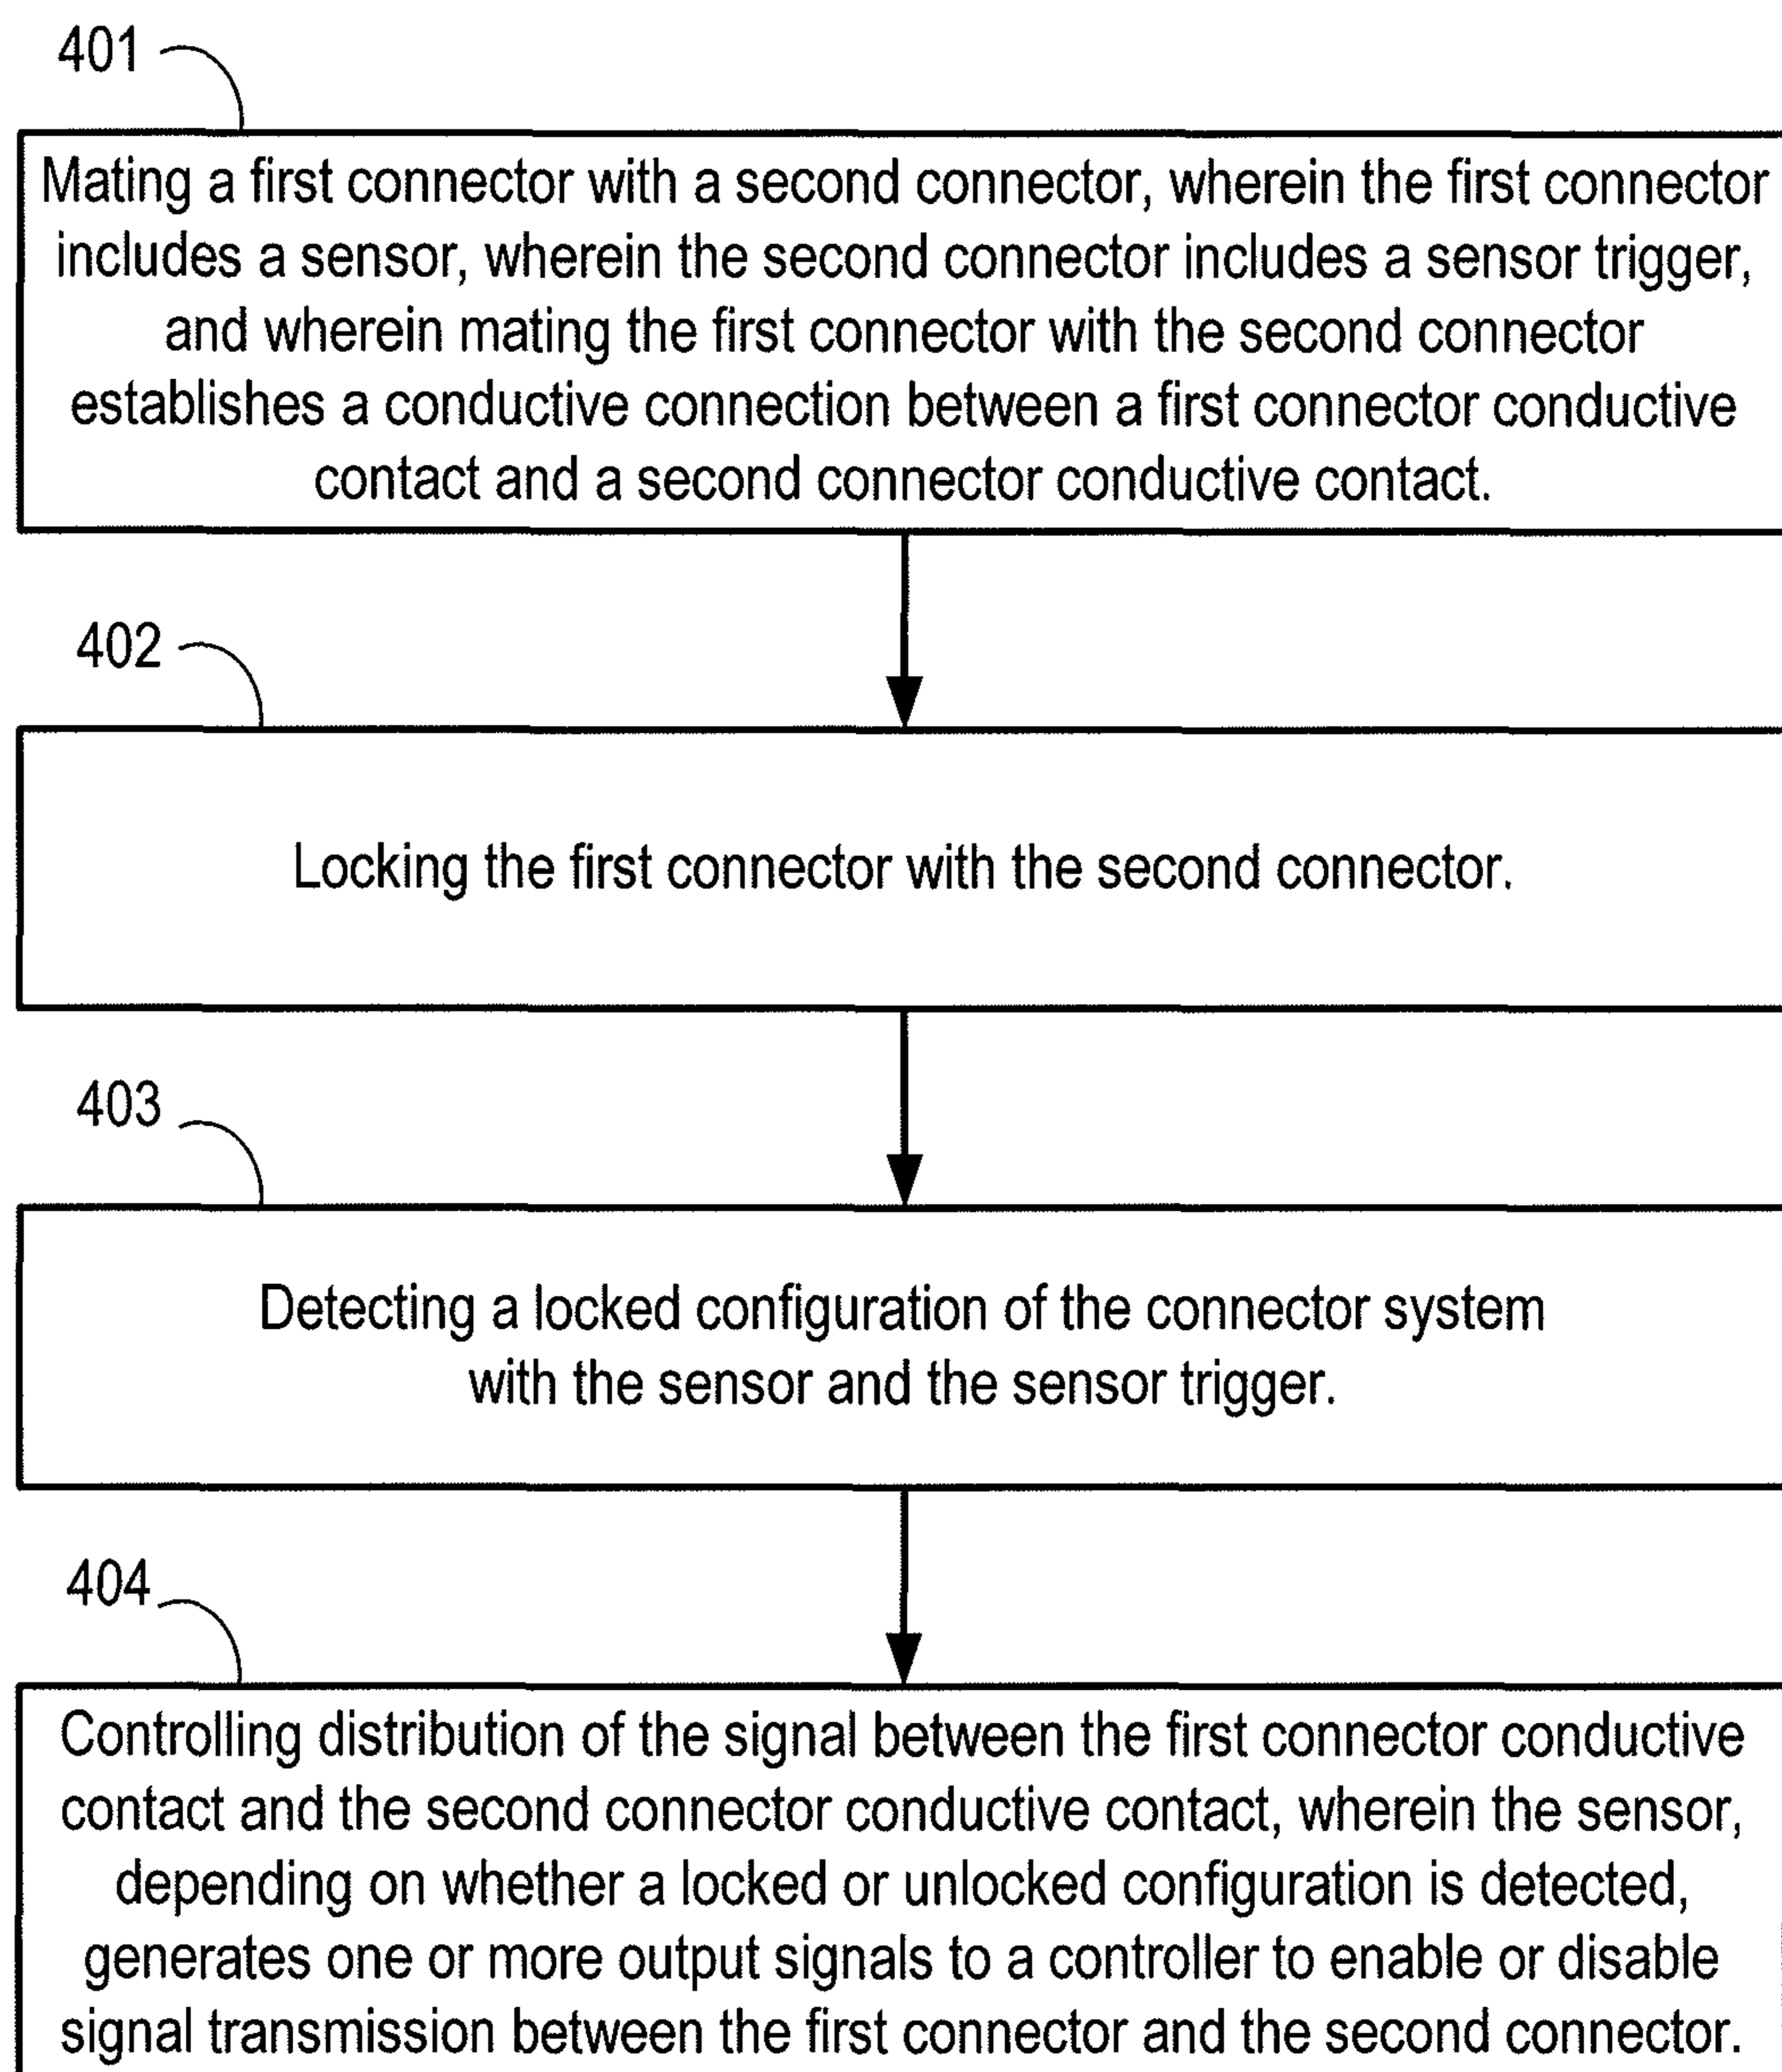 401
Mating a first connector with a second connector, wherein the first connector
includes a sensor, wherein the second connector includes a sensor trigger,
and wherein mating the first connector with the second connector
establishes a conductive connection between a first connector conductive
contact and a second connector conductive contact.
402
Locking the first connector with the second connector.
403
Detecting a locked configuration of the connector system
with the sensor and the sensor trigger.
404
Controlling distribution of the signal between the first connector conductive
contact and the second connector conductive contact, wherein the sensor,
depending on whether a locked or unlocked configuration is detected,
generates one or more output signals to a controller to enable or disable
signal transmission between the first connector and the second connector.